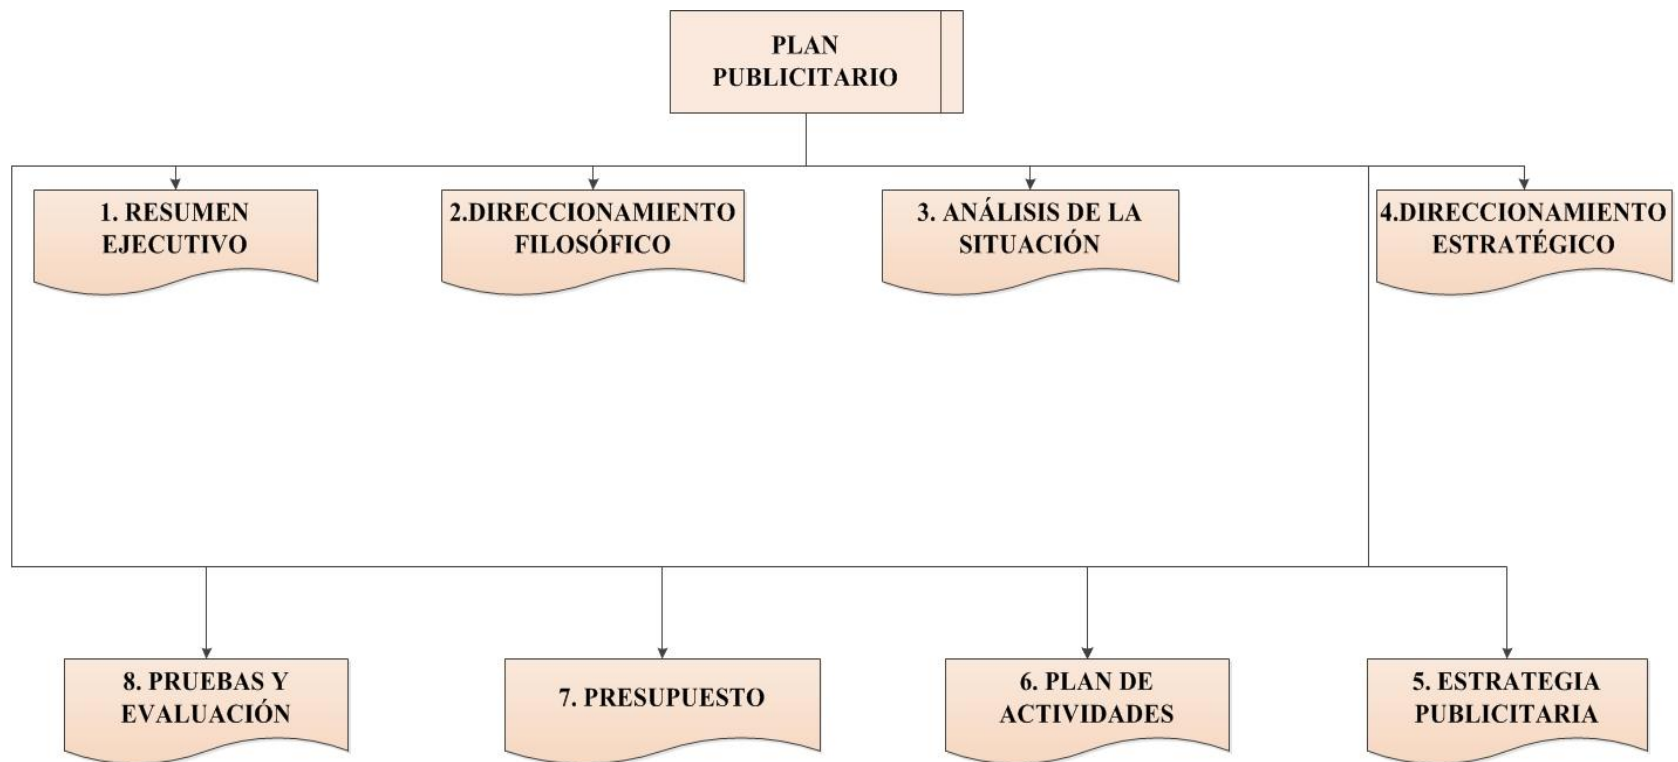 PLAN
PUBLICITARIO
1. RESUMEN
EJECUTIVO
2.DIRECCIONAMIENTO
FILOSÓFICO
3. ANÁLISIS DE LA
SITUACIÓN
4.DIRECCIONAMIENTO
ESTRATÉGICO
8. PRUEBAS Y
EVALUACIÓN
7. PRESUPUESTO
6. PLAN DE
ACTIVIDADES
5. ESTRATEGIA
PUBLICITARIA